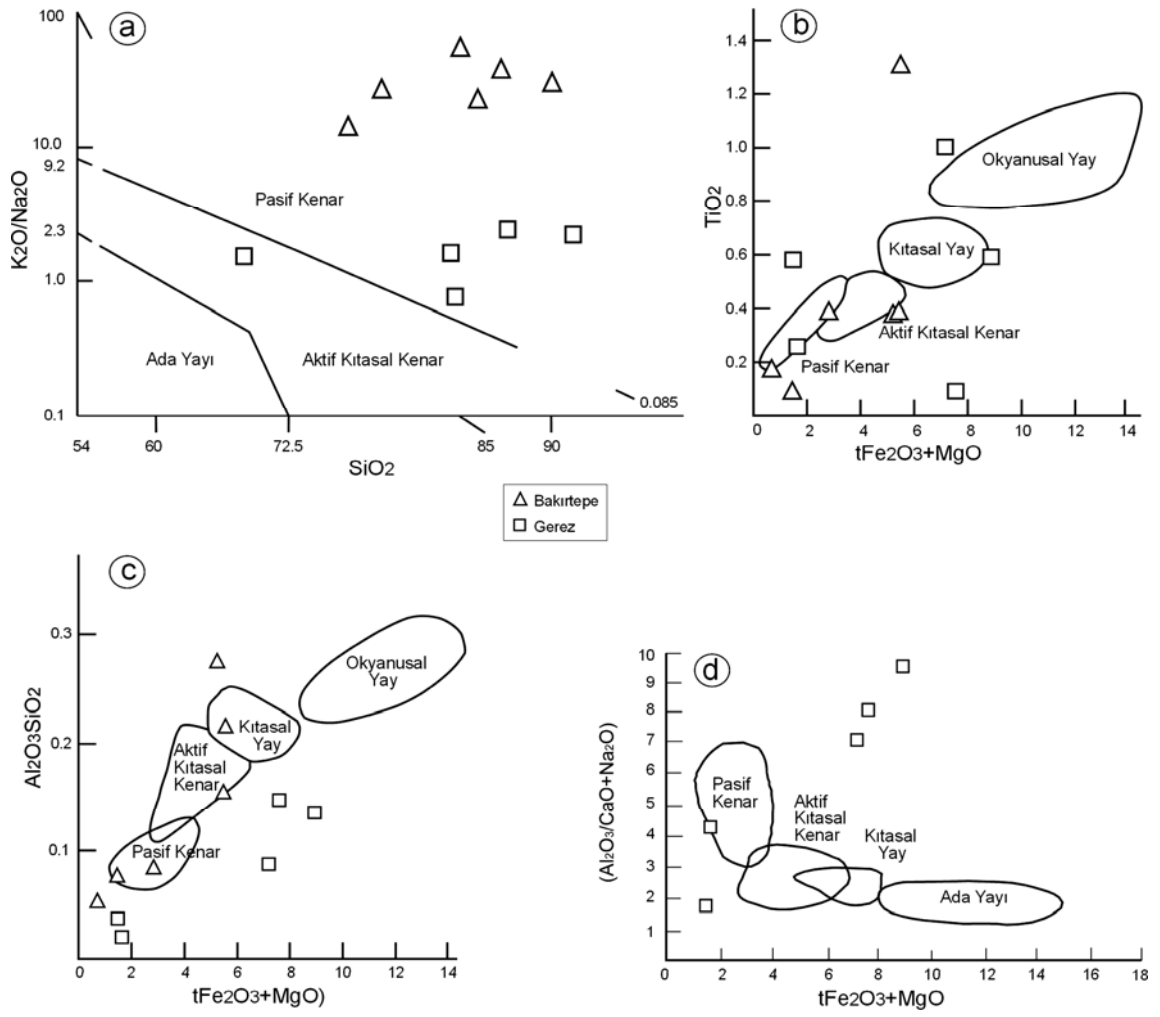 a
100
10.0
9.2
2.3
1.0
0.1
K2O/Na2O
Pasif Kenar
Ada Yayı
Aktif Kıtasal Kenar
0.085
54
60
72.5
85
90
SiO2
b
1.4
1.2
1.0
0.8
0.6
0.4
0.2
TiO2
Okyanusal Yay
Kıtasal Yay
Aktif Kıtasal Kenar
Pasif Kenar
0
2
4
6
8
10
12
14
tFe2O3+MgO
Bakırtepe
Gerez
c
0.3
0.2
0.1
Al2O3SiO2
Okyanusal
Yay
Kıtasal
Yay
Aktif
Kıtasal
Kenar
Pasif Kenar
0
2
4
6
8
10
12
14
tFe2O3+MgO)
d
10
9
8
7
6
5
4
3
2
1
(Al2O3/CaO+Na2O)
Pasif
Kenar
Aktif
Kıtasal
Kenar
Kıtasal
Yay
Ada Yayı
0
2
4
6
8
10
12
14
16
18
tFe2O3+MgO